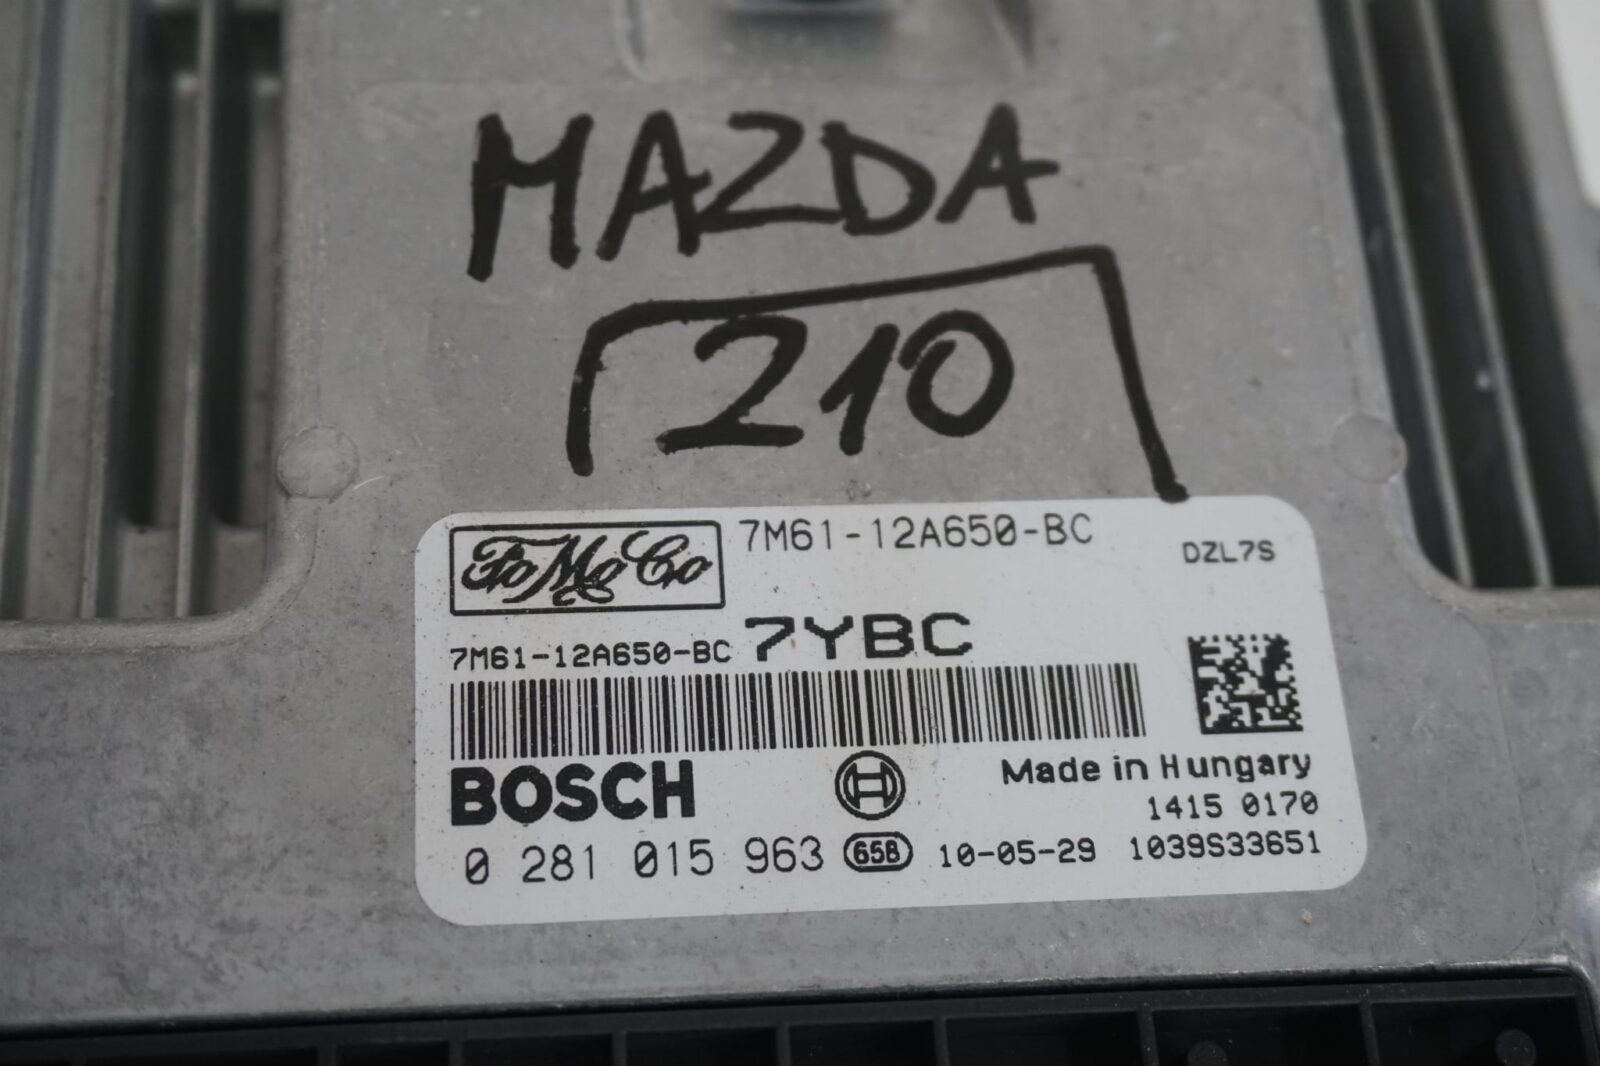 MAZDA
210
FoMoCo 7M61-12A650-BC DZL7S
7M61-12A650-BC 7YBC
BOSCH Made in Hungary
1415 0170
0 281 015 963 65B 10-05-29 1039S33651